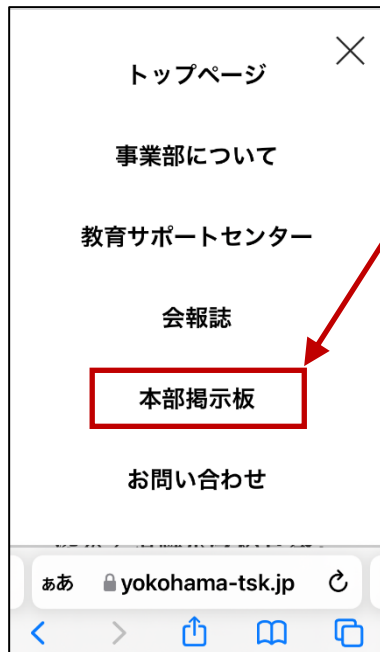 トップページ
事業部について
教育サポートセンター
会報誌
本部掲示板
お問い合わせ
ぁあ yokohama-tsk.jp